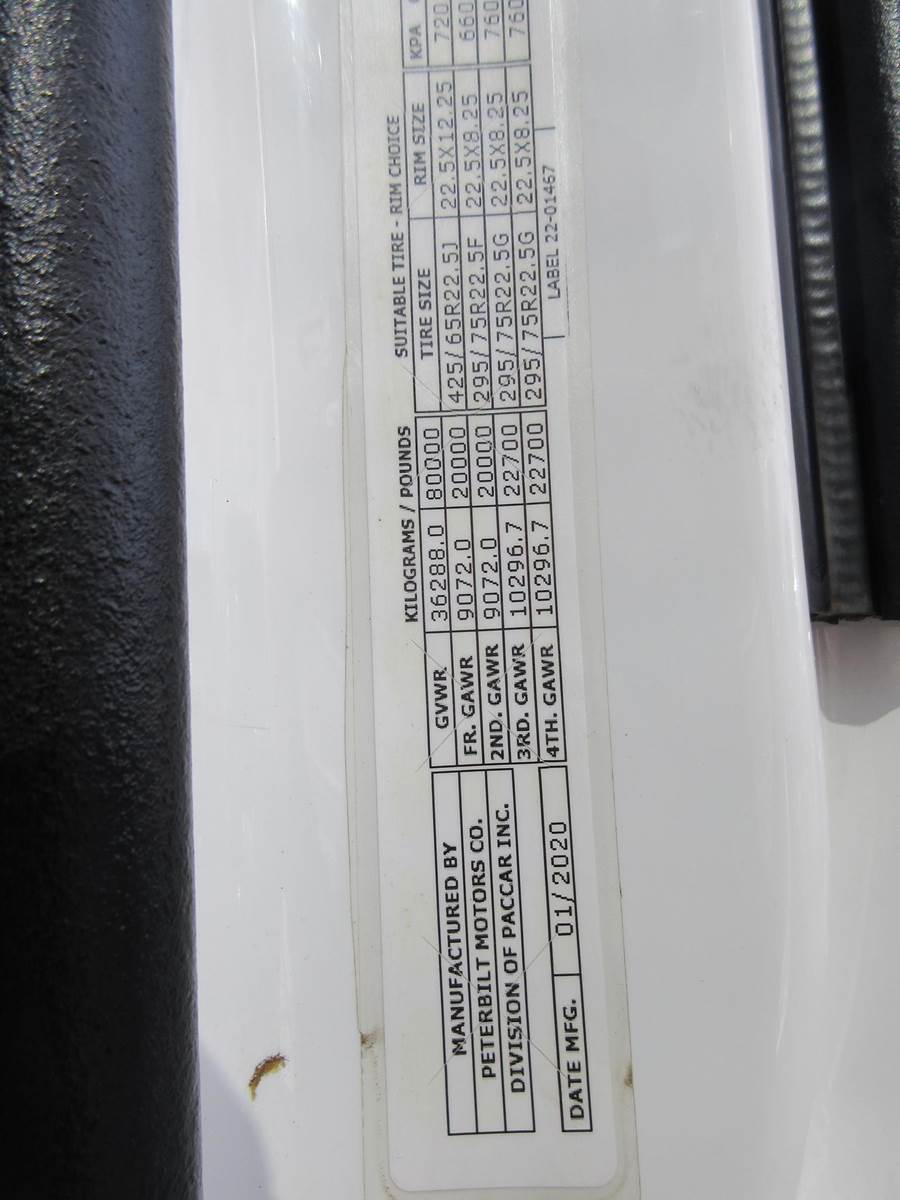 MANUFACTURED BY
PETERBILT MOTORS CO.
DIVISION OF PACCAR INC.
DATE MFG. 01/2020
KILOGRAMS / POUNDS
GVWR 36288.0 80000
FR. GAWR 9072.0 20000
2ND. GAWR 9072.0 20000
3RD. GAWR 10296.7 22700
4TH. GAWR 10296.7 22700
SUITABLE TIRE - RIM CHOICE
TIRE SIZE RIM SIZE KPA
425/65R22.5J 22.5X12.25 720
295/75R22.5F 22.5X8.25 660
295/75R22.5G 22.5X8.25 760
295/75R22.5G 22.5X8.25 760
LABEL 22-01467